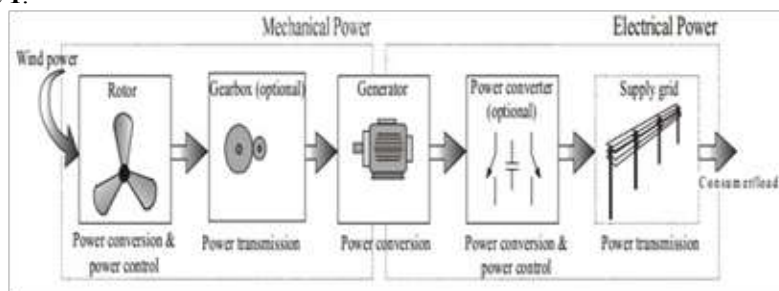 Mechanical Power
Electrical Power
Wind power
Rotor
Gearbox (optional)
Generator
Power converter
(optional)
Supply grid
Consumer/load
Power conversion &
power control
Power transmission
Power conversion
Power conversion &
power control
Power transmission